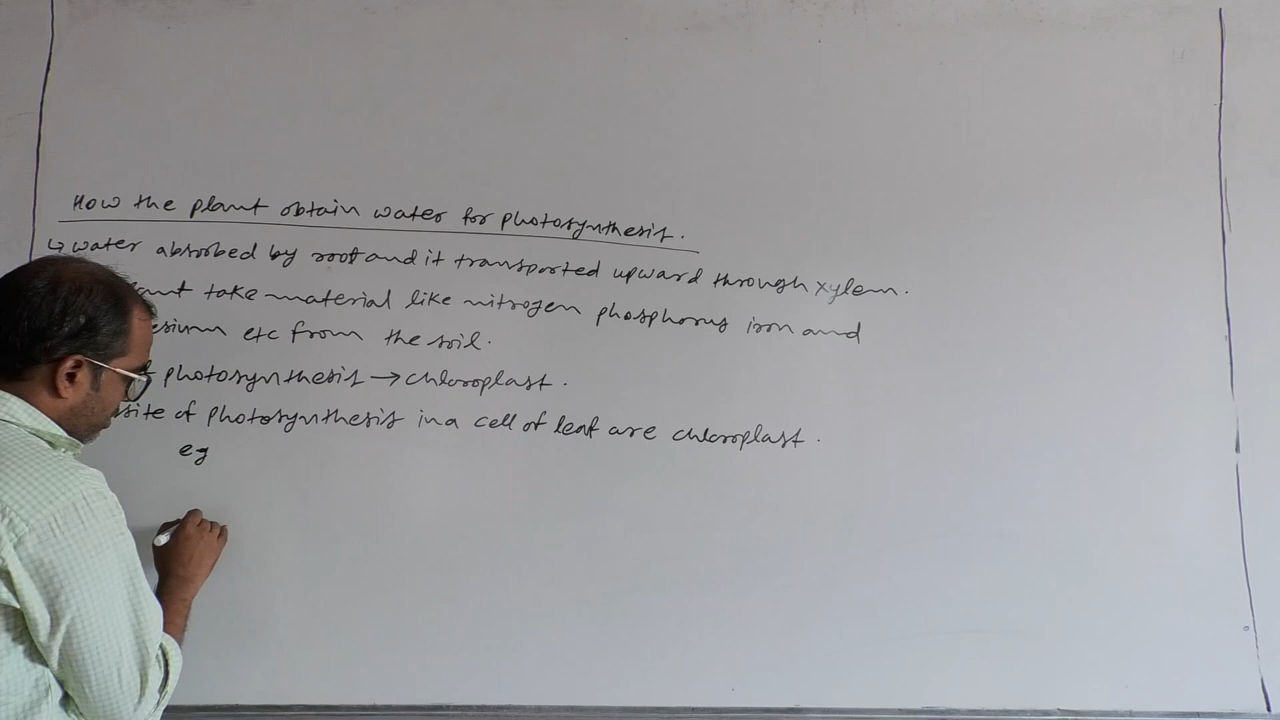 How the plant obtain water for photosynthesis.
↳ water absorbed by root and it transported upward through xylem.
take material like nitrogen phosphorus iron and
etc from the soil.
photosynthesis → chloroplast.
site of photosynthesis in a cell of leaf are chloroplast.
eg